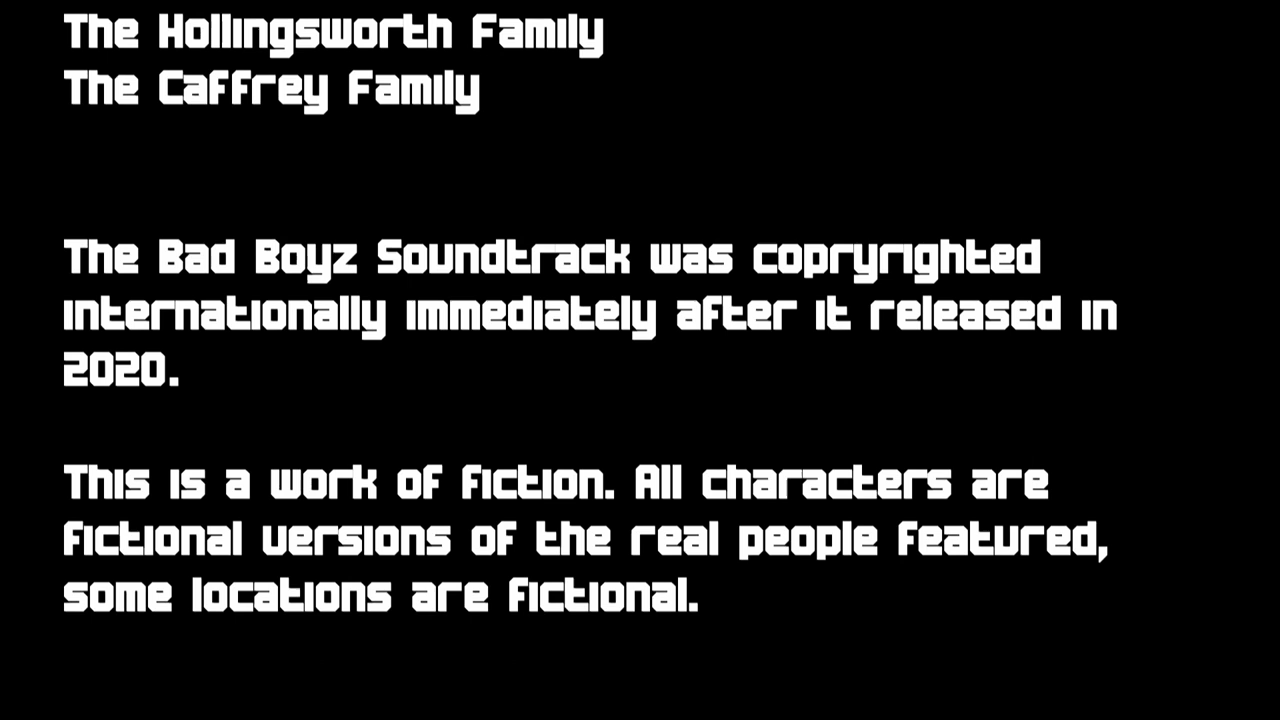 The Hollingsworth Family
The Caffrey Family
The Bad Boyz Soundtrack was copryrighted
internationally immediately after it released in
2020.
This is a work of fiction. All characters are
fictional versions of the real people featured,
some locations are fictional.